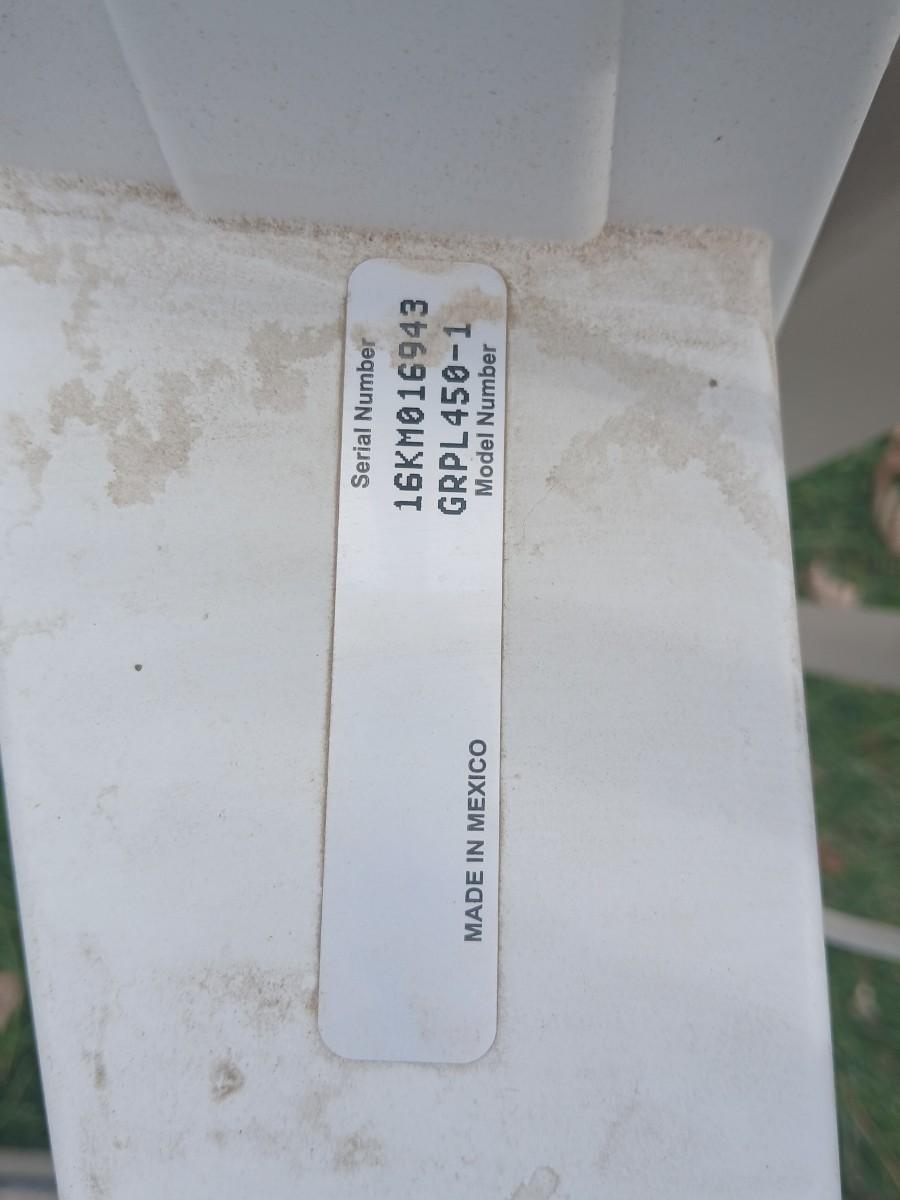 Serial Number
16KM016943
GRPL450-1
Model Number
MADE IN MEXICO